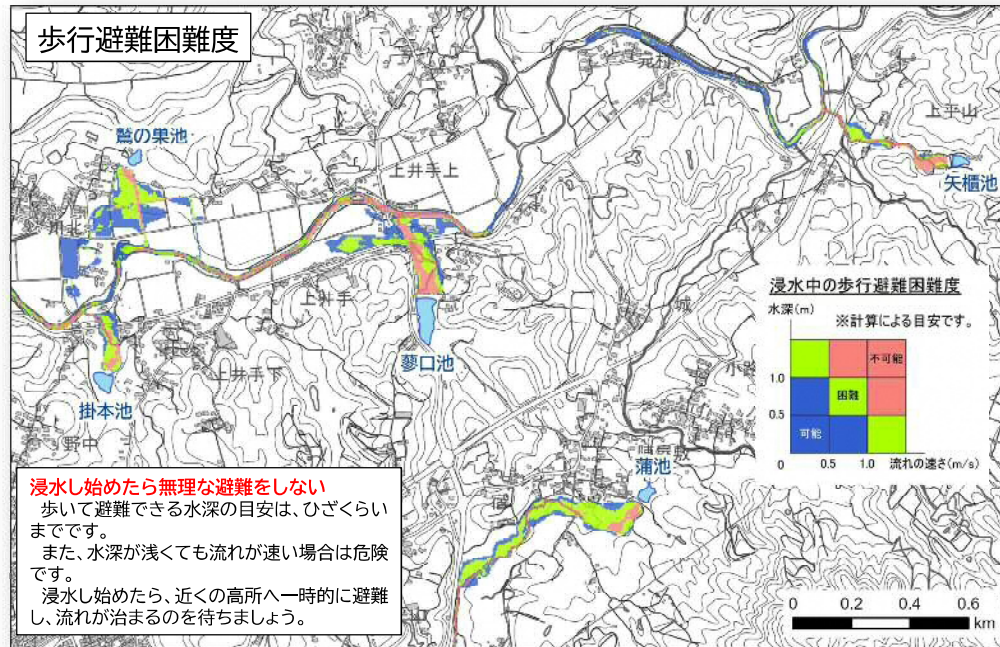 歩行避難困難度
元村
上平山
鷲の巣池
矢櫃池
上井手上
川北
浸水中の歩行避難困難度
水深(m)
※計算による目安です。
不可能
1.0
困難
0.5
可能
0 0.5 1.0 流れの速さ(m/s)
上井手
城
蓼口池
上井手下
掛本池
野中
蒲池
宿
浸水し始めたら無理な避難をしない
歩いて避難できる水深の目安は、ひざくらい
までです。
また、水深が浅くても流れが速い場合は危険
です。
浸水し始めたら、近くの高所へ一時的に避難
し、流れが治まるのを待ちましょう。
0 0.2 0.4 0.6
km